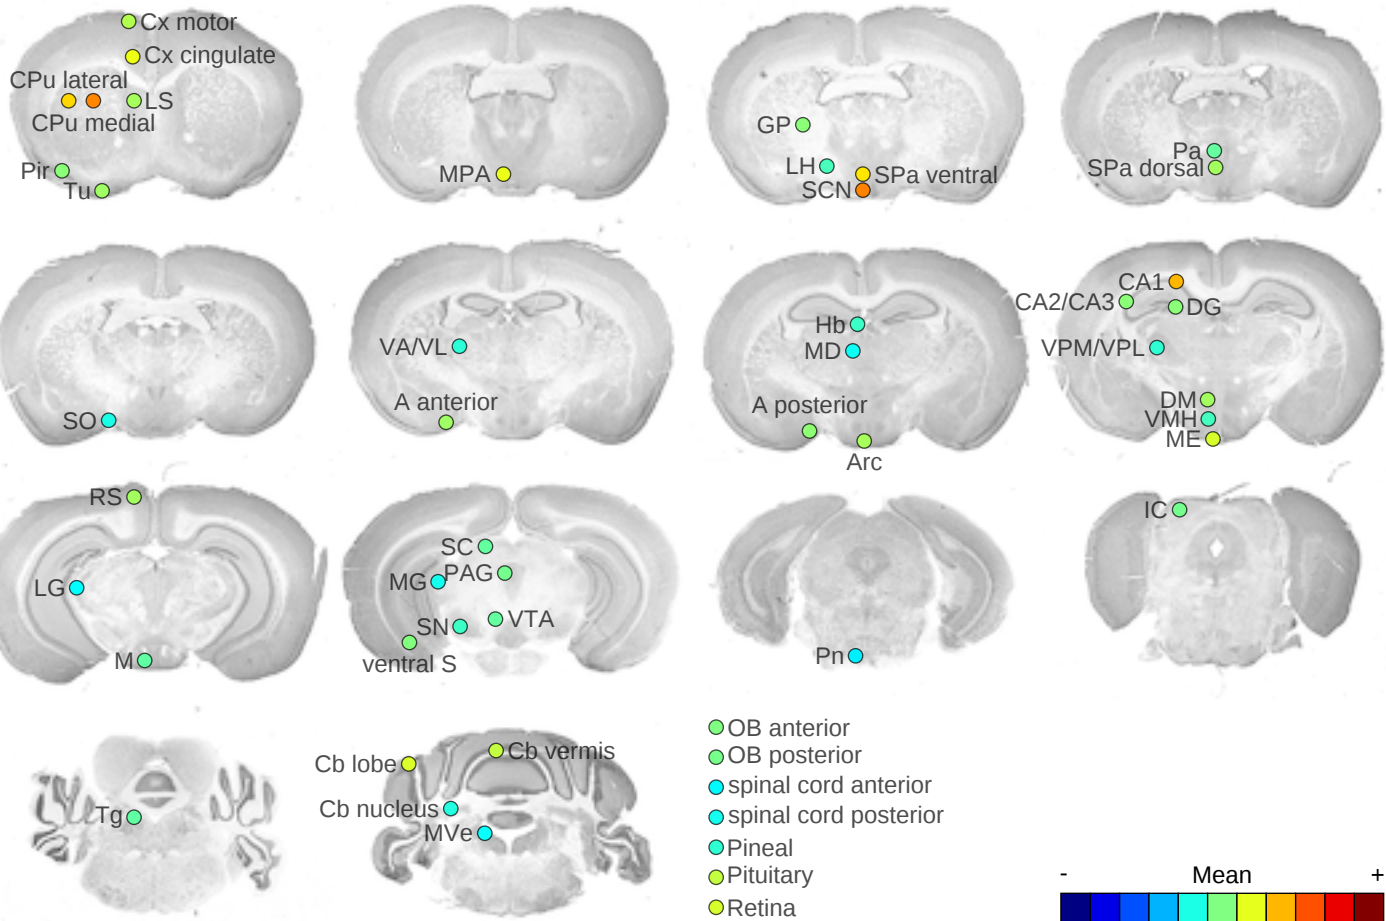 Cx motor
Cx cingulate
CPu lateral
LS
CPu medial
Pir
Tu
MPA
GP
LH
SPa ventral
SCN
Pa
SPa dorsal
SO
VA/VL
A anterior
Hb
MD
A posterior
Arc
CA1
CA2/CA3
DG
VPM/VPL
DM
VMH
ME
RS
LG
M
SC
PAG
MG
VTA
SN
ventral S
Pn
IC
Tg
Cb vermis
Cb lobe
Cb nucleus
MVe
OB anterior
OB posterior
spinal cord anterior
spinal cord posterior
Pineal
Pituitary
Retina
- Mean +